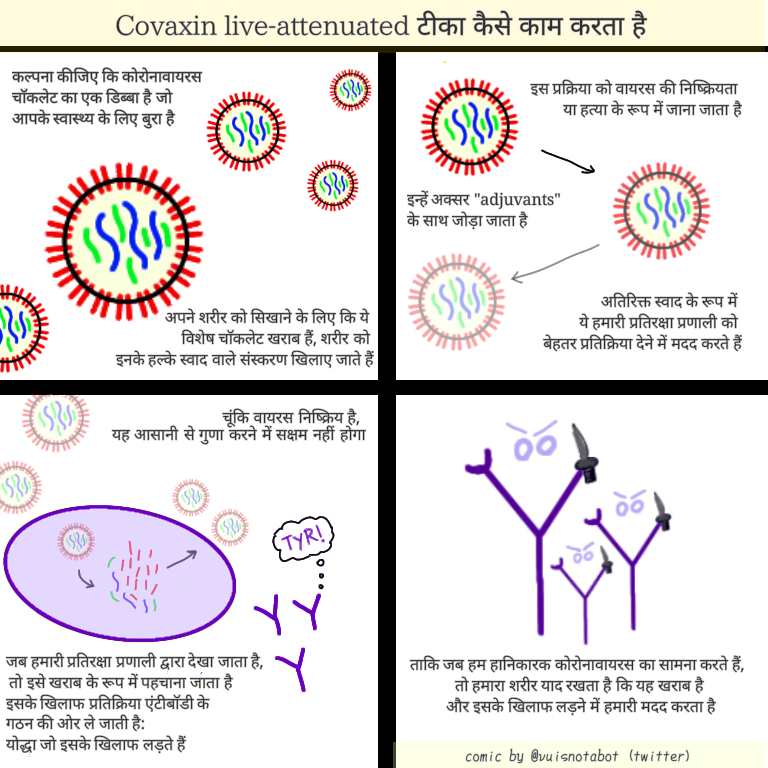 Covaxin live-attenuated टीका कैसे काम करता है
कल्पना कीजिए कि कोरोनावायरस
चॉकलेट का एक डिब्बा है जो
आपके स्वास्थ्य के लिए बुरा है
अपने शरीर को सिखाने के लिए कि ये
विशेष चॉकलेट खराब हैं, शरीर को
इनके हल्के स्वाद वाले संस्करण खिलाए जाते हैं
इस प्रक्रिया को वायरस की निष्क्रियता
या हत्या के रूप में जाना जाता है
इन्हें अक्सर "adjuvants"
के साथ जोड़ा जाता है
अतिरिक्त स्वाद के रूप में
ये हमारी प्रतिरक्षा प्रणाली को
बेहतर प्रतिक्रिया देने में मदद करते हैं
चूंकि वायरस निष्क्रिय है,
यह आसानी से गुणा करने में सक्षम नहीं होगा
TYR!
जब हमारी प्रतिरक्षा प्रणाली द्वारा देखा जाता है,
तो इसे खराब के रूप में पहचाना जाता है
इसके खिलाफ प्रतिक्रिया एंटीबॉडी के
गठन की ओर ले जाती है:
योद्धा जो इसके खिलाफ लड़ते हैं
ताकि जब हम हानिकारक कोरोनावायरस का सामना करते हैं,
तो हमारा शरीर याद रखता है कि यह खराब है
और इसके खिलाफ लड़ने में हमारी मदद करता है
comic by @vuisnotabot (twitter)